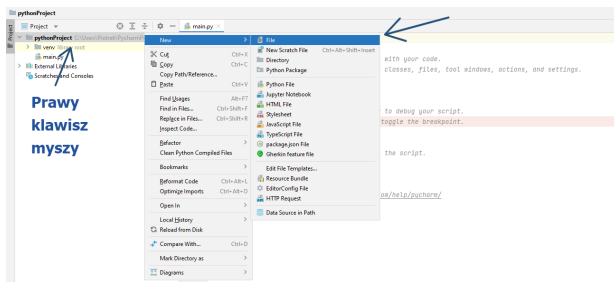 pythonProject
Project
main.py
pythonProject C:\Users\Piotrek\PycharmP
venv library root
main.py
External Libraries
Scratches and Consoles
Prawy
klawisz
myszy
New
Cut Ctrl+X
Copy Ctrl+C
Copy Path/Reference...
Paste Ctrl+V
Find Usages Alt+F7
Find in Files... Ctrl+Shift+F
Replace in Files... Ctrl+Shift+R
Inspect Code...
Refactor
Clean Python Compiled Files
Bookmarks
Reformat Code Ctrl+Alt+L
Optimize Imports Ctrl+Alt+O
Open In
Local History
Reload from Disk
Compare With... Ctrl+D
Mark Directory as
Diagrams
File
New Scratch File Ctrl+Alt+Shift+Insert
Directory
Python Package
Python File
Jupyter Notebook
HTML File
Stylesheet
JavaScript File
TypeScript File
package.json File
Gherkin feature file
Edit File Templates...
Resource Bundle
EditorConfig File
HTTP Request
Data Source in Path
with your code.
classes, files, tool windows, actions, and settings.
to debug your script.
toggle the breakpoint.
the script.
om/help/pycharm/